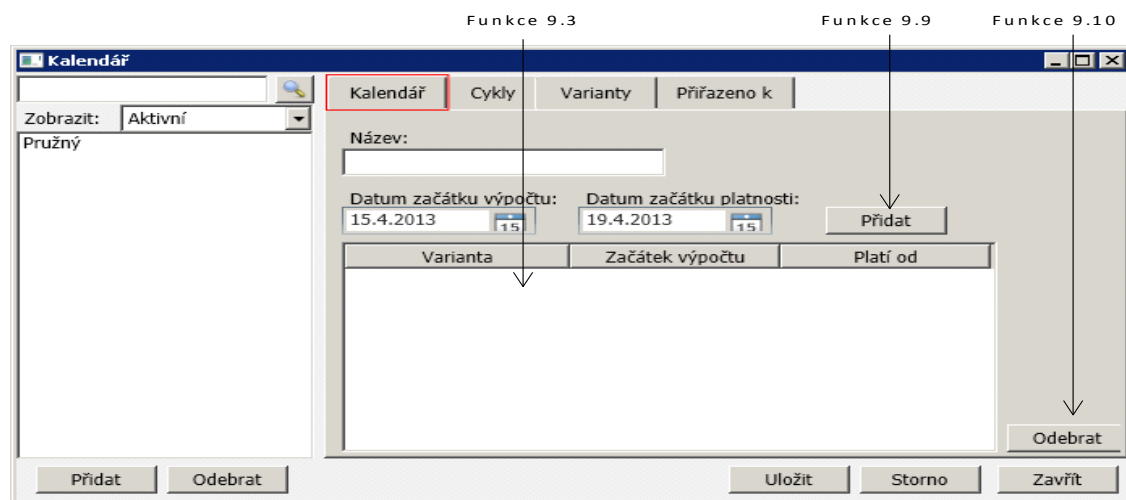 Funkce 9.3 Funkce 9.9 Funkce 9.10
Kalendář
Kalendář Cykly Varianty Přiřazeno k
Zobrazit: Aktivní
Pružný
Název:
Datum začátku výpočtu: Datum začátku platnosti:
15.4.2013 15 19.4.2013 15 Přidat
Varianta Začátek výpočtu Platí od
Odebrat
Přidat Odebrat Uložit Storno Zavřít